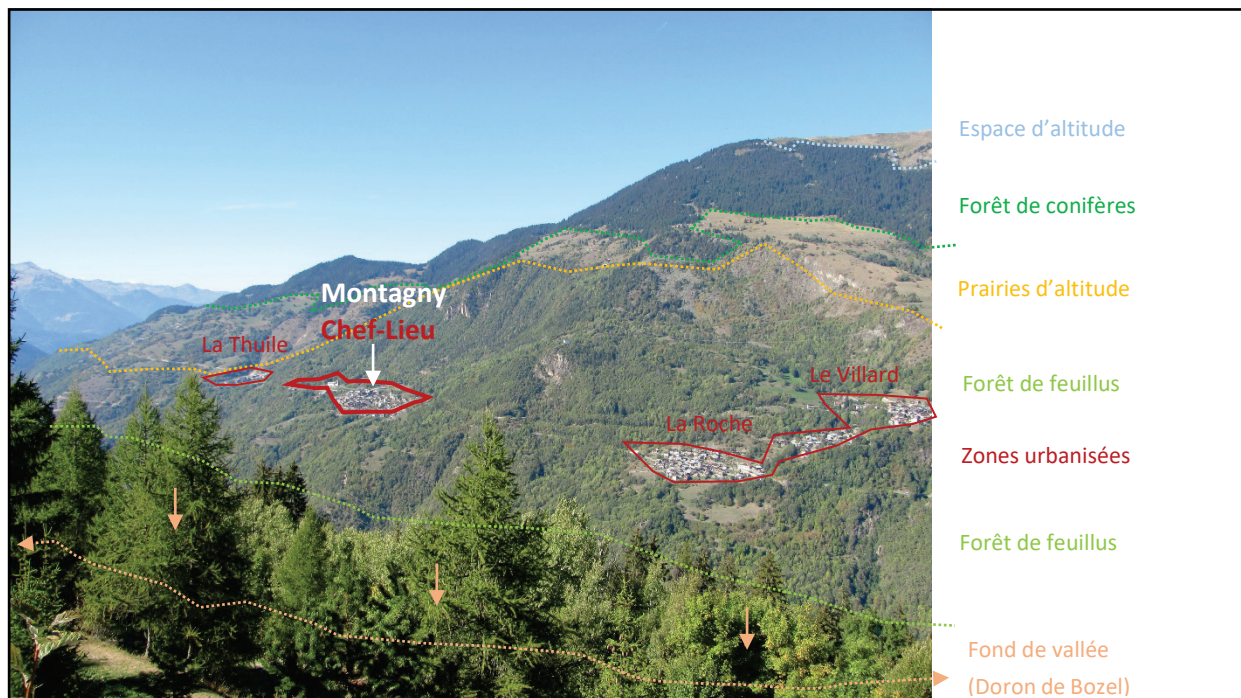 Espace d'altitude
Forêt de conifères
Montagny
Chef-Lieu
Prairies d'altitude
La Thuile
Le Villard
Forêt de feuillus
La Roche
Zones urbanisées
Forêt de feuillus
Fond de vallée
(Doron de Bozel)